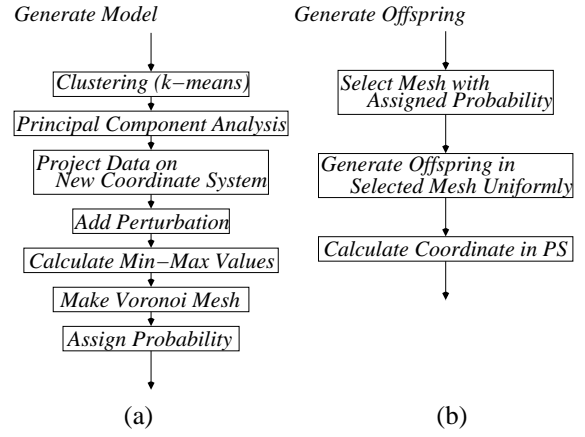 Generate Model
Clustering (k−means)
Principal Component Analysis
Project Data on
New Coordinate System
Add Perturbation
Calculate Min−Max Values
Make Voronoi Mesh
Assign Probability
(a)
Generate Offspring
Select Mesh with
Assigned Probability
Generate Offspring in
Selected Mesh Uniformly
Calculate Coordinate in PS
(b)